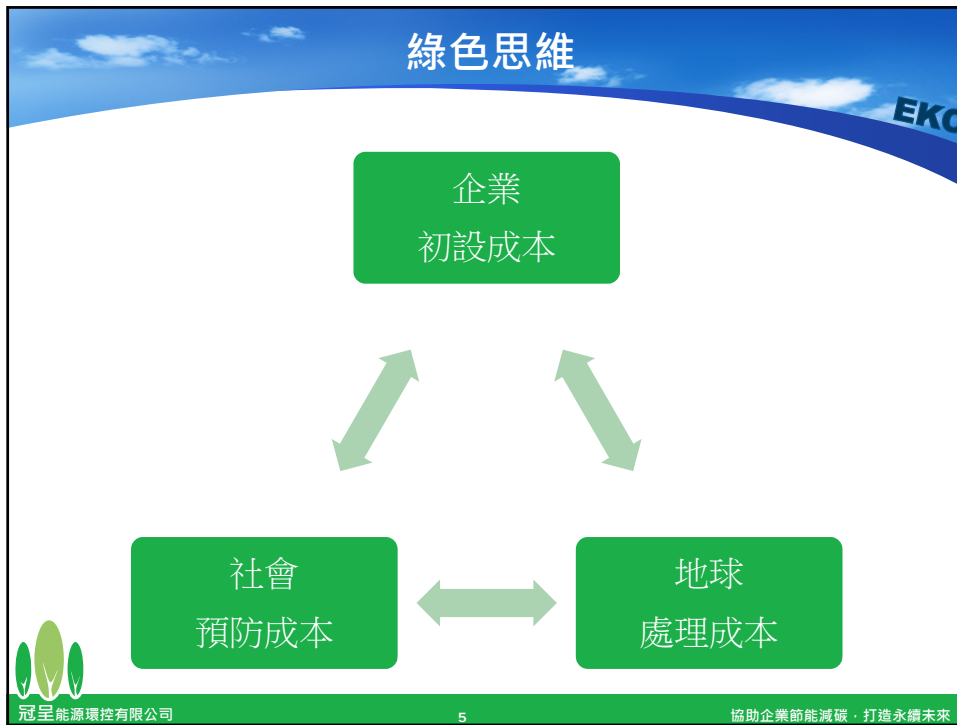 綠色思維
EKO
企業
初設成本
社會
預防成本
地球
處理成本
冠呈能源環控有限公司
5
協助企業節能減碳，打造永續未來